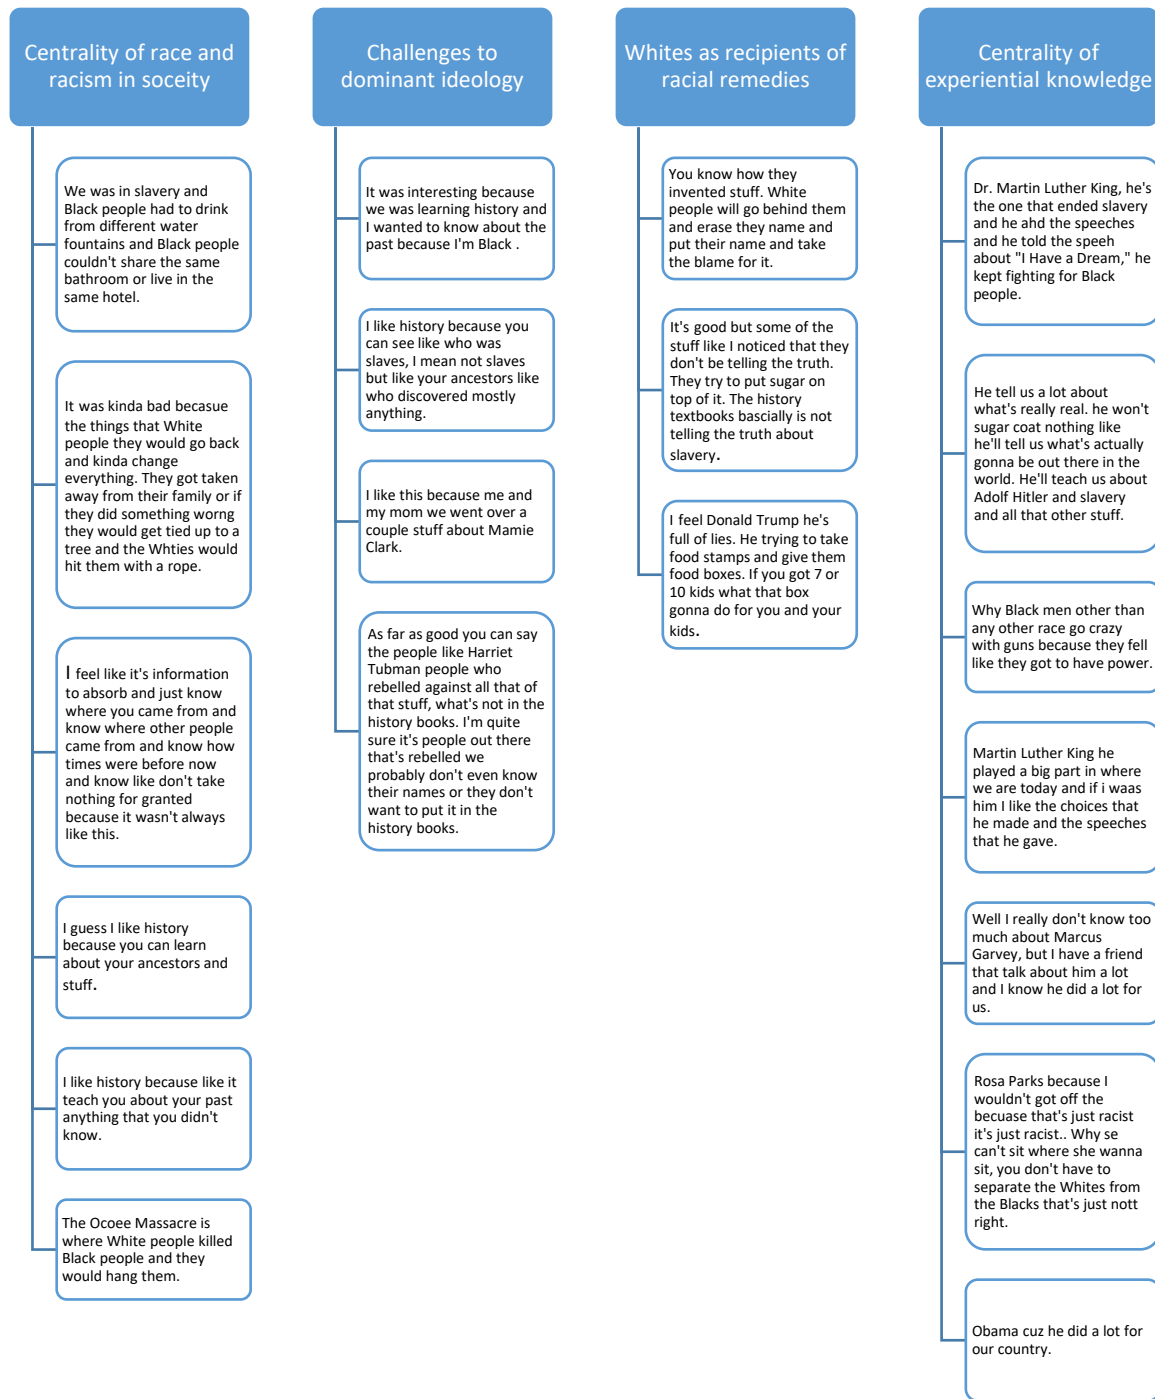 Centrality of race and
racism in soceity
We was in slavery and
Black people had to drink
from different water
fountains and Black people
couldn't share the same
bathroom or live in the
same hotel.
It was kinda bad becasue
the things that White
people they would go back
and kinda change
everything. They got taken
away from their family or if
they did something worng
they would get tied up to a
tree and the Whties would
hit them with a rope.
I feel like it's information
to absorb and just know
where you came from and
know where other people
came from and know how
times were before now
and know like don't take
nothing for granted
because it wasn't always
like this.
I guess I like history
because you can learn
about your ancestors and
stuff.
I like history because like it
teach you about your past
anything that you didn't
know.
The Ocoee Massacre is
where White people killed
Black people and they
would hang them.
Challenges to
dominant ideology
It was interesting because
we was learning history and
I wanted to know about the
past because I'm Black .
I like history because you
can see like who was
slaves, I mean not slaves
but like your ancestors like
who discovered mostly
anything.
I like this because me and
my mom we went over a
couple stuff about Mamie
Clark.
As far as good you can say
the people like Harriet
Tubman people who
rebelled against all that of
that stuff, what's not in the
history books. I'm quite
sure it's people out there
that's rebelled we
probably don't even know
their names or they don't
want to put it in the
history books.
Whites as recipients of
racial remedies
You know how they
invented stuff. White
people will go behind them
and erase they name and
put their name and take
the blame for it.
It's good but some of the
stuff like I noticed that they
don't be telling the truth.
They try to put sugar on
top of it. The history
textbooks bascially is not
telling the truth about
slavery.
I feel Donald Trump he's
full of lies. He trying to take
food stamps and give them
food boxes. If you got 7 or
10 kids what that box
gonna do for you and your
kids.
Centrality of
experiential knowledge
Dr. Martin Luther King, he's
the one that ended slavery
and he ahd the speeches
and he told the speeh
about "I Have a Dream," he
kept fighting for Black
people.
He tell us a lot about
what's really real. he won't
sugar coat nothing like
he'll tell us what's actually
gonna be out there in the
world. He'll teach us about
Adolf Hitler and slavery
and all that other stuff.
Why Black men other than
any other race go crazy
with guns because they fell
like they got to have power.
Martin Luther King he
played a big part in where
we are today and if i waas
him I like the choices that
he made and the speeches
that he gave.
Well I really don't know too
much about Marcus
Garvey, but I have a friend
that talk about him a lot
and I know he did a lot for
us.
Rosa Parks because I
wouldn't got off the
becuase that's just racist
it's just racist.. Why se
can't sit where she wanna
sit, you don't have to
separate the Whites from
the Blacks that's just nott
right.
Obama cuz he did a lot for
our country.